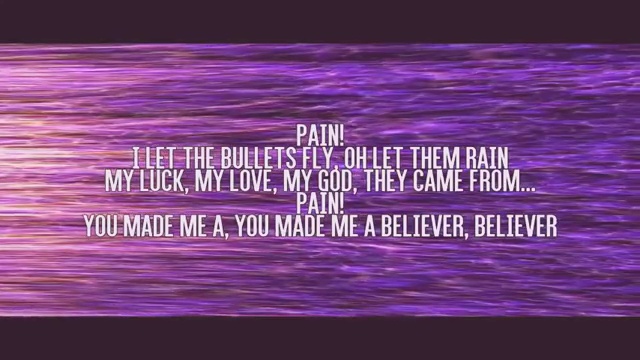 PAIN!
I LET THE BULLETS FLY, OH LET THEM RAIN
MY LUCK, MY LOVE, MY GOD, THEY CAME FROM...
PAIN!
YOU MADE ME A, YOU MADE ME A BELIEVER, BELIEVER